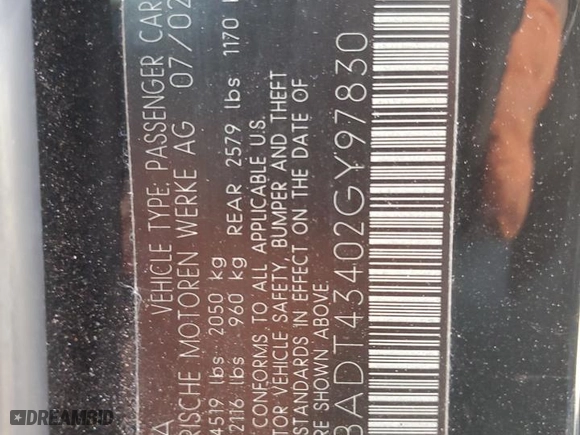 VEHICLE TYPE: PASSENGER CAR
RISCHE MOTOREN WERKE AG 07/02
4519 lbs 2050 kg
2116 lbs 960 kg REAR 2579 lbs 1170
CONFORMS TO ALL APPLICABLE U.S.
TOR VEHICLE SAFETY, BUMPER AND THEFT
STANDARDS IN EFFECT ON THE DATE OF
RE SHOWN ABOVE.
BADT43402GY97830
DREAMBID